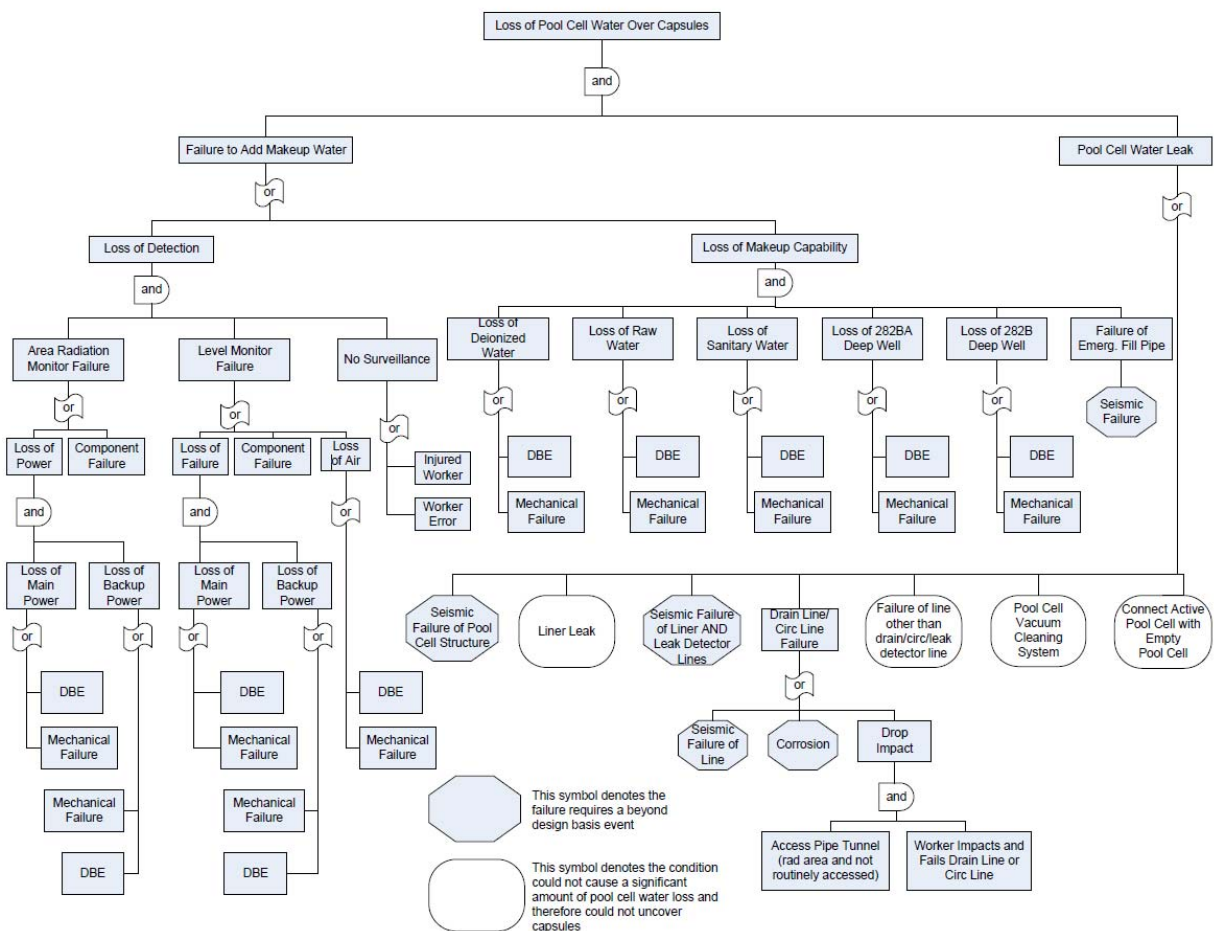 Loss of Pool Cell Water Over Capsules
and
Failure to Add Makeup Water
Pool Cell Water Leak
or
or
Loss of Detection
Loss of Makeup Capability
and
and
Area Radiation
Monitor Failure
Level Monitor
Failure
No Surveillance
Loss of
Deionized
Water
Loss of Raw
Water
Loss of
Sanitary Water
Loss of 282BA
Deep Well
Loss of 282B
Deep Well
Failure of
Emerg. Fill Pipe
or
or
or
or
or
or
or
or
Seismic
Failure
Loss of
Power
Component
Failure
Loss of
Failure
Component
Failure
Loss
of Air
Injured
Worker
Worker
Error
DBE
DBE
DBE
DBE
DBE
Mechanical
Failure
Mechanical
Failure
Mechanical
Failure
Mechanical
Failure
Mechanical
Failure
and
and
or
Loss of
Main
Power
Loss of
Backup
Power
Loss of
Main
Power
Loss of
Backup
Power
or
or
or
or
Seismic
Failure of Pool
Cell Structure
Liner Leak
Seismic Failure
of Liner AND
Leak Detector
Lines
Drain Line/
Circ Line
Failure
Failure of line
other than
drain/circ/leak
detector line
Pool Cell
Vacuum
Cleaning
System
Connect Active
Pool Cell with
Empty
Pool Cell
or
DBE
DBE
DBE
Mechanical
Failure
Mechanical
Failure
Mechanical
Failure
Seismic
Failure of
Line
Corrosion
Drop
Impact
and
Mechanical
Failure
Mechanical
Failure
DBE
DBE
Access Pipe Tunnel
(rad area and not
routinely accessed)
Worker Impacts and
Fails Drain Line or
Circ Line
This symbol denotes the
failure requires a beyond
design basis event
This symbol denotes the condition
could not cause a significant
amount of pool cell water loss and
therefore could not uncover
capsules